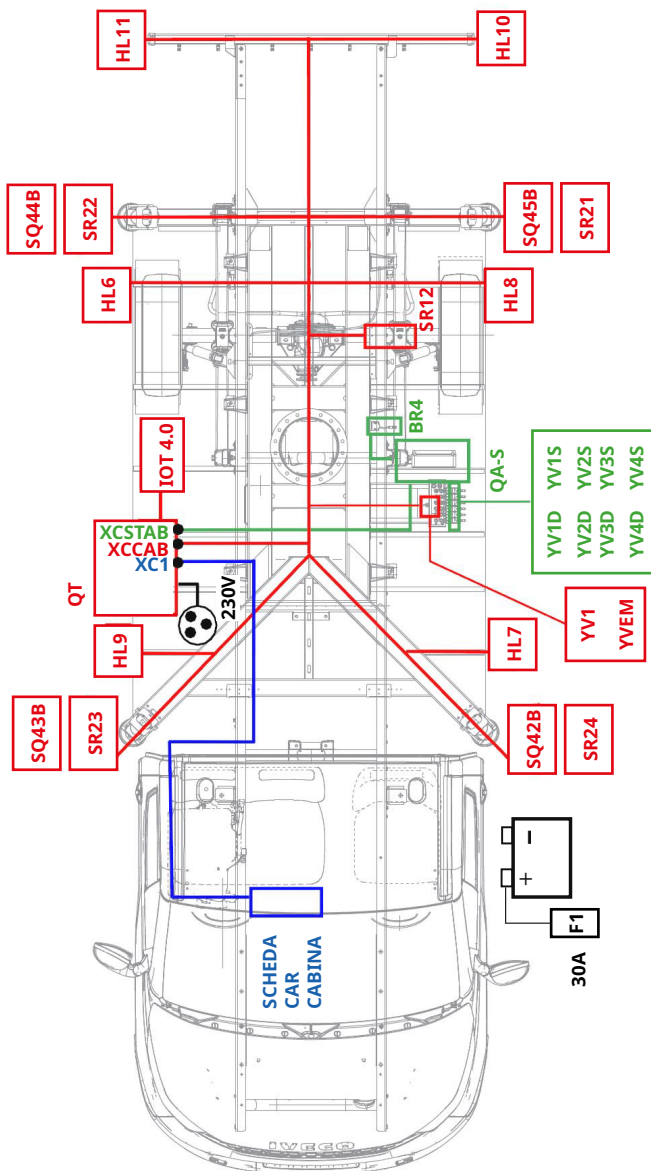 HL11
HL10
SQ44B
SR22
SQ45B
SR21
HL6
HL8
SR12
BR4
IOT 4.0
QA-S
XCSTAB
XCCAB
XC1
QT
230V
YV1D YV1S
YV2D YV2S
YV3D YV3S
YV4D YV4S
YV1
YVEM
HL9
HL7
SQ43B
SR23
SQ42B
SR24
SCHEDA
CAR
CABINA
+ -
F1
30A
IVECO